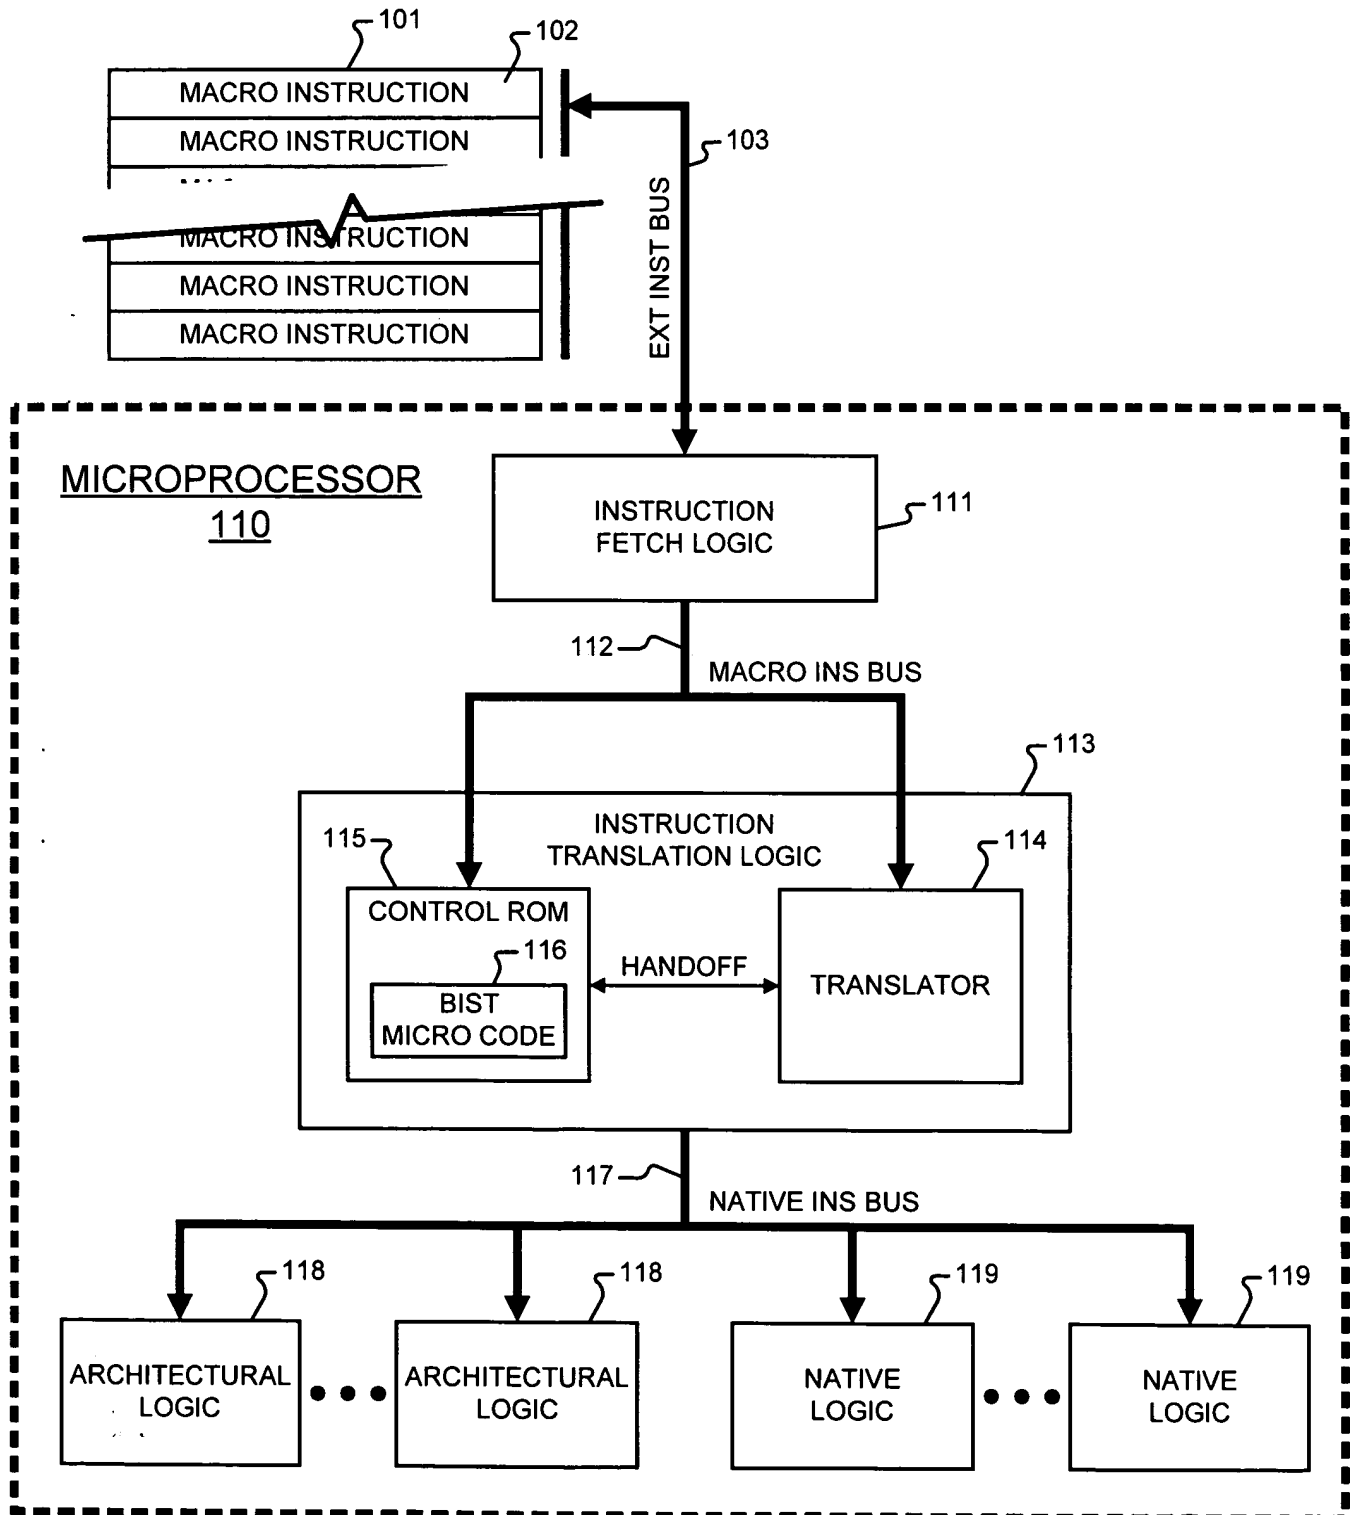 101
102
MACRO INSTRUCTION
MACRO INSTRUCTION
103
EXT INST BUS
MACRO INSTRUCTION
MACRO INSTRUCTION
MACRO INSTRUCTION
MICROPROCESSOR
110
INSTRUCTION
FETCH LOGIC
111
112
MACRO INS BUS
113
INSTRUCTION
TRANSLATION LOGIC
115
114
CONTROL ROM
116
BIST
MICRO CODE
HANDOFF
TRANSLATOR
117
NATIVE INS BUS
118
118
119
119
ARCHITECTURAL
LOGIC
ARCHITECTURAL
LOGIC
NATIVE
LOGIC
NATIVE
LOGIC